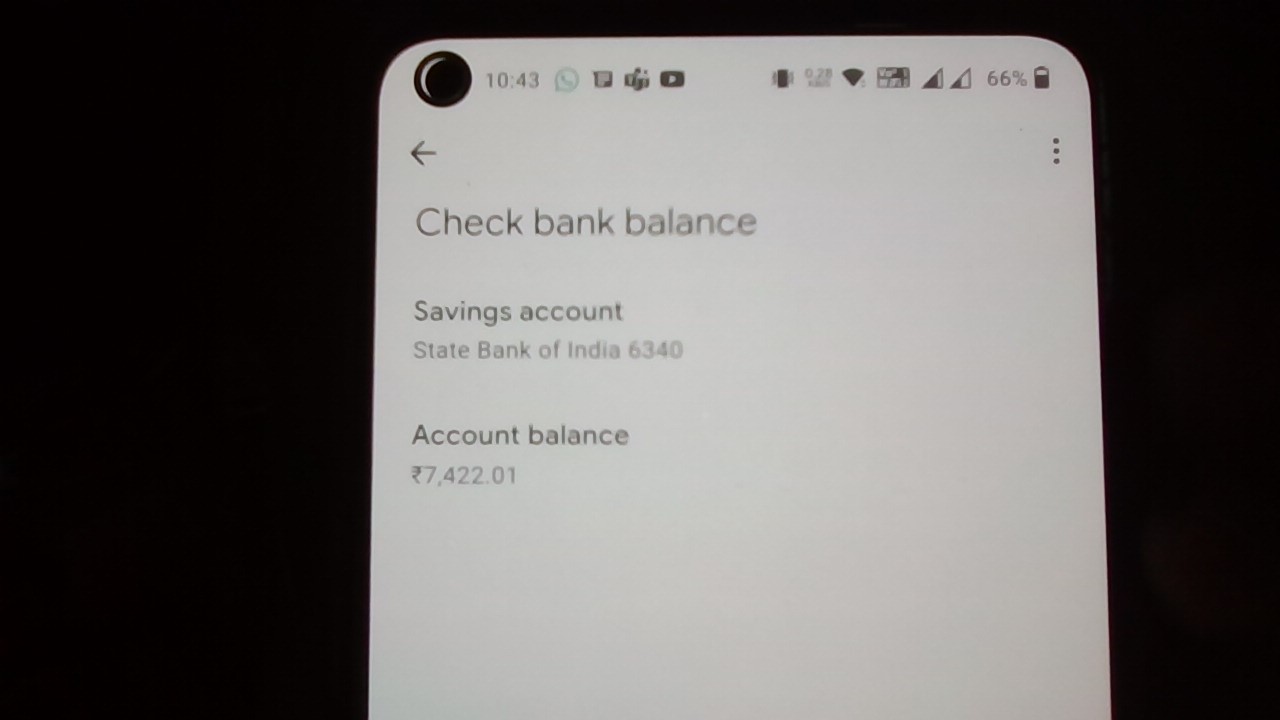 10:43 66%
Check bank balance
Savings account
State Bank of India 6340
Account balance
₹7,422.01